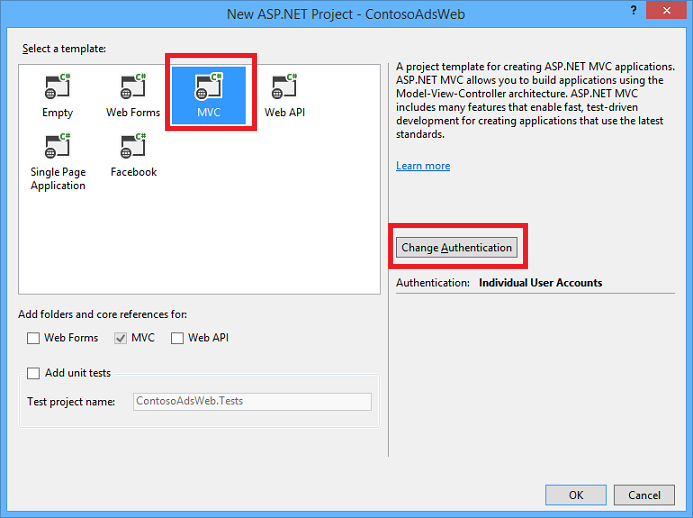 New ASP.NET Project - ContosoAdsWeb
?
Select a template:
C# C# C# C#
Empty Web Forms MVC Web API
C# C#
Single Page Facebook
Application
A project template for creating ASP.NET MVC applications.
ASP.NET MVC allows you to build applications using the
Model-View-Controller architecture. ASP.NET MVC
includes many features that enable fast, test-driven
development for creating applications that use the latest
standards.
Learn more
Change Authentication
Authentication: Individual User Accounts
Add folders and core references for:
Web Forms MVC Web API
Add unit tests
Test project name: ContosoAdsWeb.Tests
OK Cancel